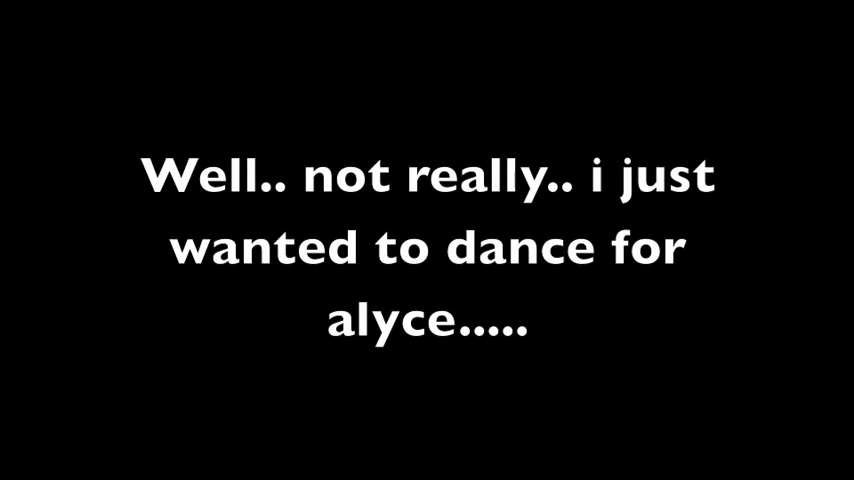 Well.. not really.. i just
wanted to dance for
alyce.....